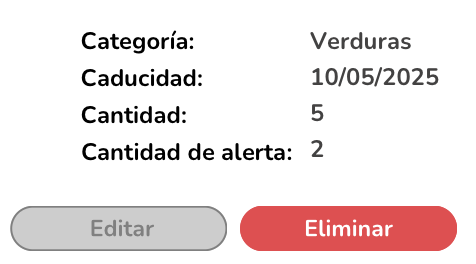 Categoría: Verduras
Caducidad: 10/05/2025
Cantidad: 5
Cantidad de alerta: 2
Editar Eliminar